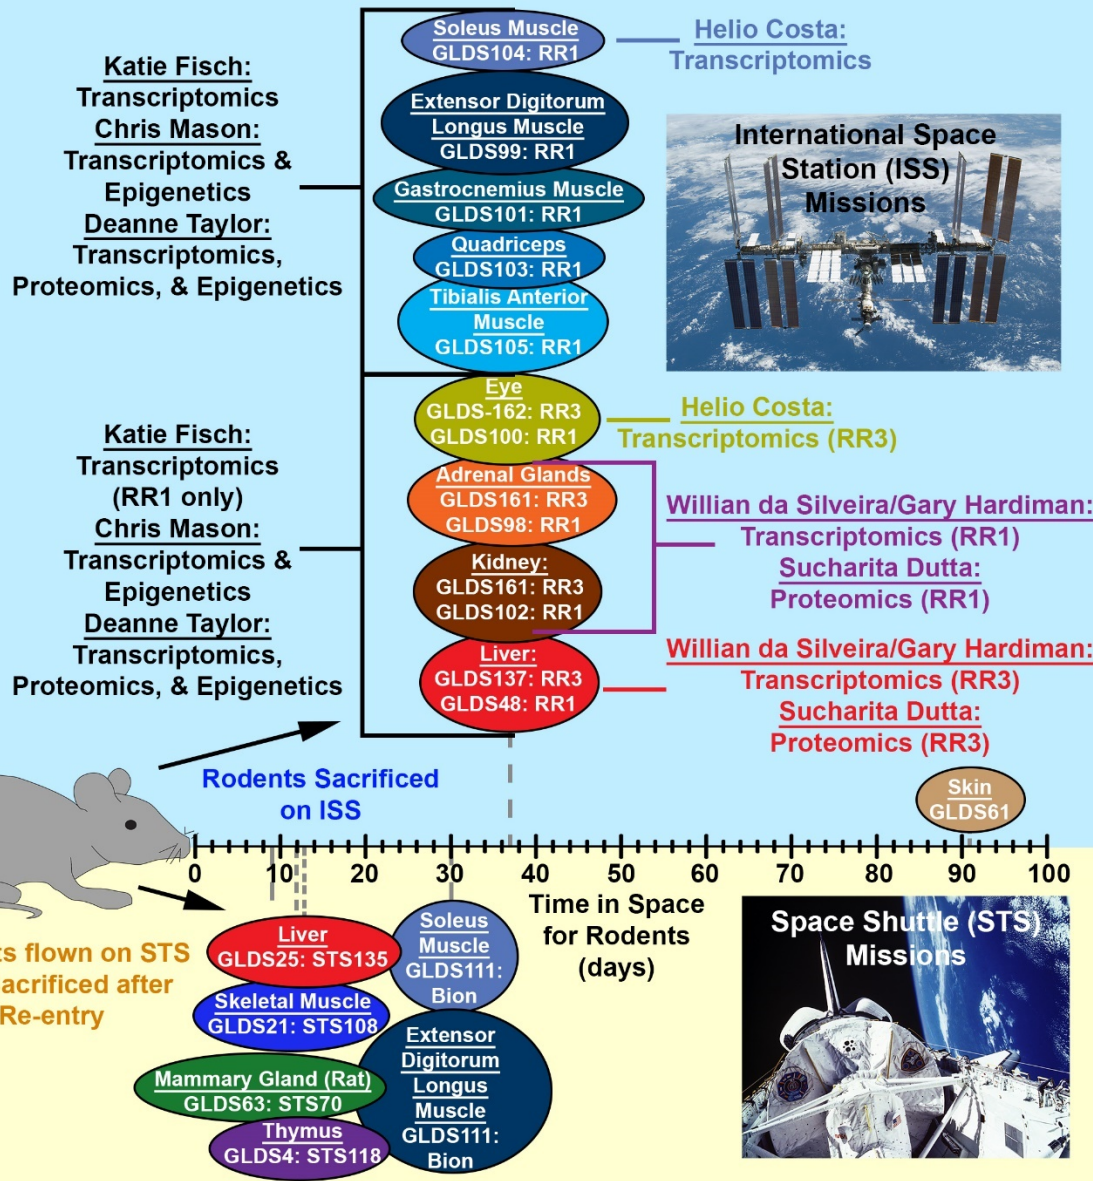 Katie Fisch:
Transcriptomics
Chris Mason:
Transcriptomics &
Epigenetics
Deanne Taylor:
Transcriptomics,
Proteomics, & Epigenetics
Soleus Muscle
GLDS104: RR1
Extensor Digitorum
Longus Muscle
GLDS99: RR1
Gastrocnemius Muscle
GLDS101: RR1
Quadriceps
GLDS103: RR1
Tibialis Anterior
Muscle
GLDS105: RR1
Helio Costa:
Transcriptomics
International Space
Station (ISS)
Missions
Katie Fisch:
Transcriptomics
(RR1 only)
Chris Mason:
Transcriptomics &
Epigenetics
Deanne Taylor:
Transcriptomics,
Proteomics, & Epigenetics
Eye
GLDS-162: RR3
GLDS100: RR1
Adrenal Glands
GLDS161: RR3
GLDS98: RR1
Kidney:
GLDS161: RR3
GLDS102: RR1
Liver:
GLDS137: RR3
GLDS48: RR1
Helio Costa:
Transcriptomics (RR3)
Willian da Silveira/Gary Hardiman:
Transcriptomics (RR1)
Sucharita Dutta:
Proteomics (RR1)
Willian da Silveira/Gary Hardiman:
Transcriptomics (RR3)
Sucharita Dutta:
Proteomics (RR3)
Rodents Sacrificed
on ISS
Skin
GLDS61
0 10 20 30 40 50 60 70 80 90 100
Time in Space
for Rodents
(days)
ts flown on STS
sacrificed after
Re-entry
Liver
GLDS25: STS135
Skeletal Muscle
GLDS21: STS108
Mammary Gland (Rat)
GLDS63: STS70
Thymus
GLDS4: STS118
Soleus
Muscle
GLDS111:
Bion
Extensor
Digitorum
Longus
Muscle
GLDS111:
Bion
Space Shuttle (STS)
Missions